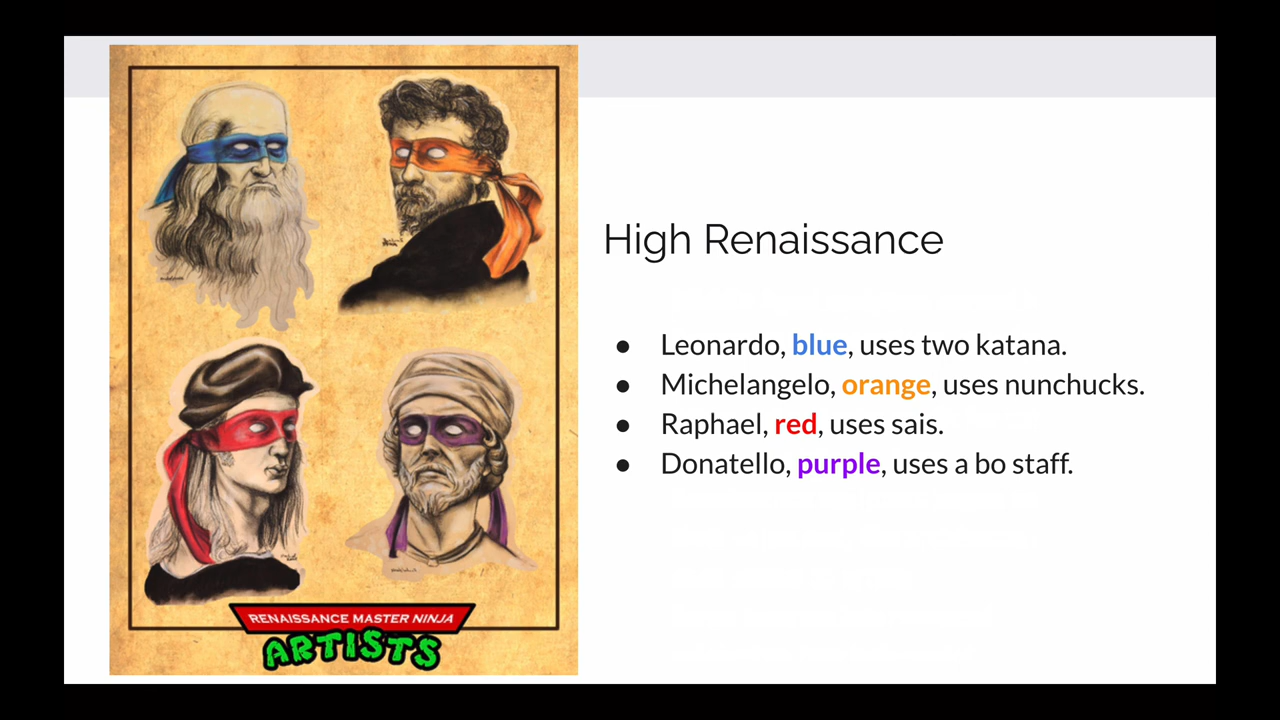 High Renaissance
● Leonardo, blue, uses two katana.
● Michelangelo, orange, uses nunchucks.
● Raphael, red, uses sais.
● Donatello, purple, uses a bo staff.
RENAISSANCE MASTER NINJA
ARTISTS